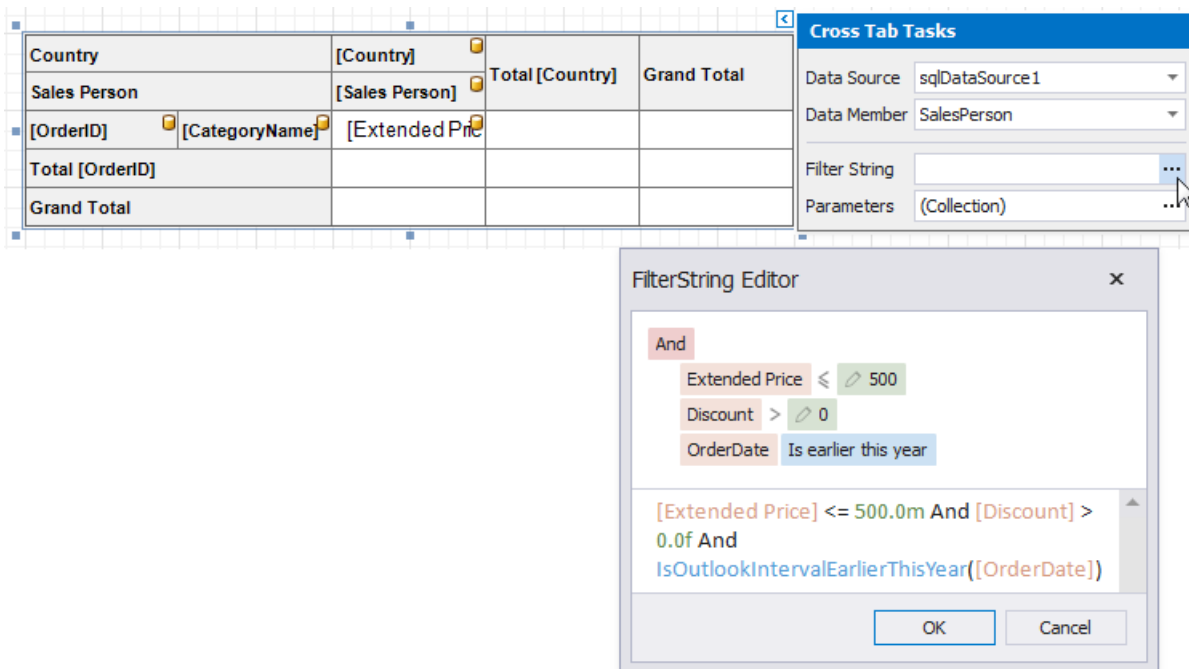 Country [Country] Total [Country] Grand Total
Sales Person [Sales Person]
[OrderID] [CategoryName]
Total [OrderID]
Grand Total
[Extended Pric
Cross Tab Tasks
Data Source sqlDataSource1
Data Member SalesPerson
Filter String ...
Parameters (Collection) ...
FilterString Editor
And
Extended Price ≤ 500
Discount > 0
OrderDate Is earlier this year
[Extended Price] <= 500.0m And [Discount] >
0.0f And
IsOutlookIntervalEarlierThisYear([OrderDate])
OK Cancel